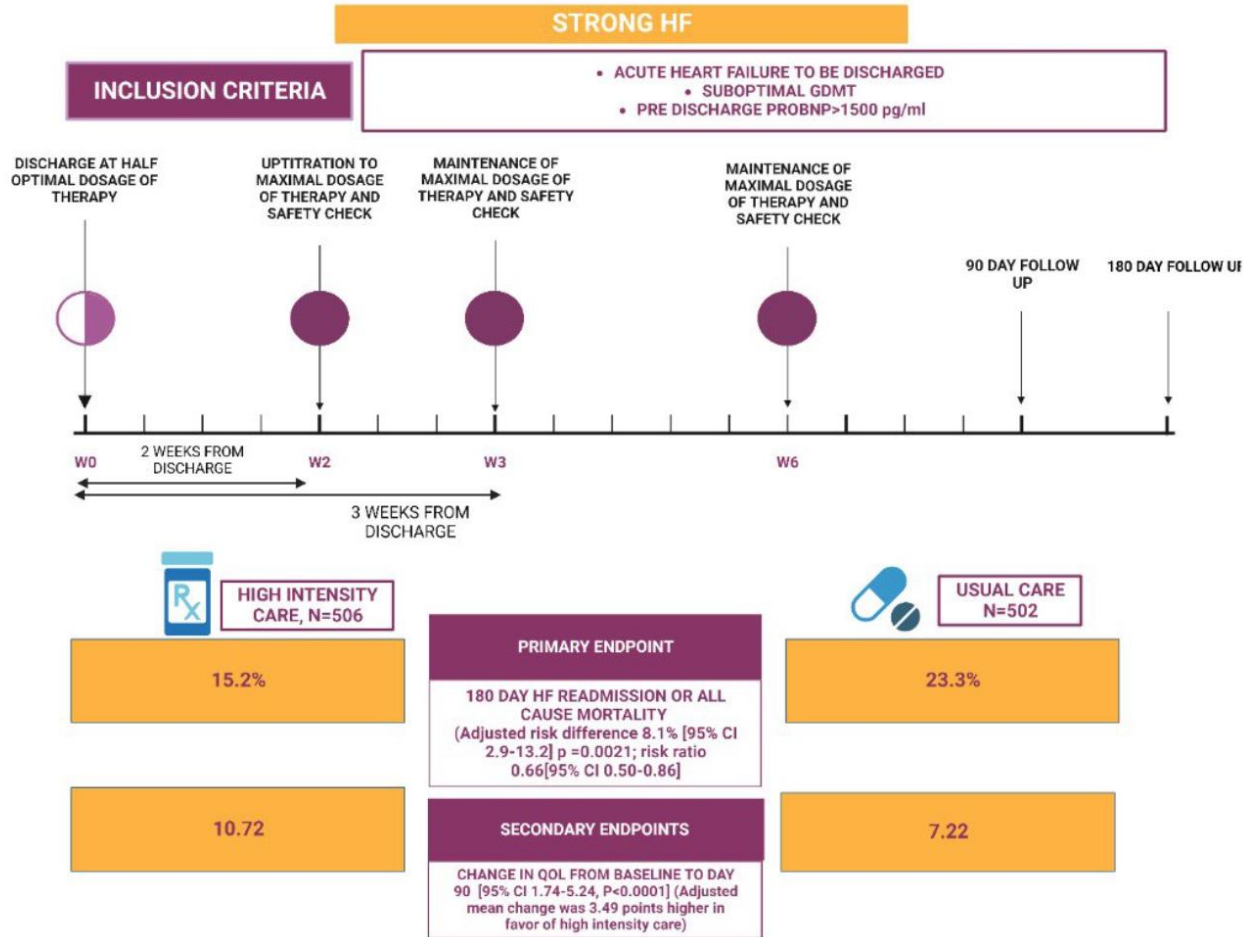 STRONG HF
INCLUSION CRITERIA
• ACUTE HEART FAILURE TO BE DISCHARGED
• SUBOPTIMAL GDMT
• PRE DISCHARGE PROBNP>1500 pg/ml
DISCHARGE AT HALF
OPTIMAL DOSAGE OF
THERAPY
UPTITRATION TO
MAXIMAL DOSAGE
OF THERAPY AND
SAFETY CHECK
MAINTENANCE OF
MAXIMAL DOSAGE OF
THERAPY AND SAFETY
CHECK
MAINTENANCE OF
MAXIMAL DOSAGE
OF THERAPY AND
SAFETY CHECK
90 DAY FOLLOW
UP
180 DAY FOLLOW UP
W0
W2
W3
W6
2 WEEKS FROM
DISCHARGE
3 WEEKS FROM
DISCHARGE
Rx
HIGH INTENSITY
CARE, N=506
USUAL CARE
N=502
15.2%
PRIMARY ENDPOINT
180 DAY HF READMISSION OR ALL
CAUSE MORTALITY
(Adjusted risk difference 8.1% [95% CI
2.9-13.2] p =0.0021; risk ratio
0.66[95% CI 0.50-0.86]
23.3%
10.72
SECONDARY ENDPOINTS
CHANGE IN QOL FROM BASELINE TO DAY
90 [95% CI 1.74-5.24, P<0.0001] (Adjusted
mean change was 3.49 points higher in
favor of high intensity care)
7.22